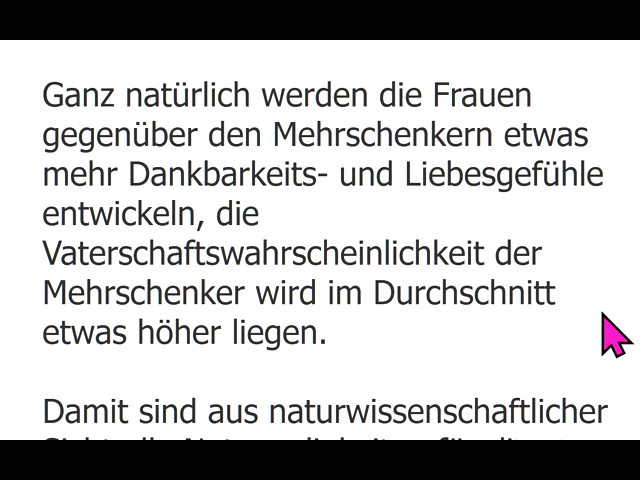 Ganz natürlich werden die Frauen
gegenüber den Mehrschenkern etwas
mehr Dankbarkeits- und Liebesgefühle
entwickeln, die
Vaterschaftswahrscheinlichkeit der
Mehrschenker wird im Durchschnitt
etwas höher liegen.
Damit sind aus naturwissenschaftlicher